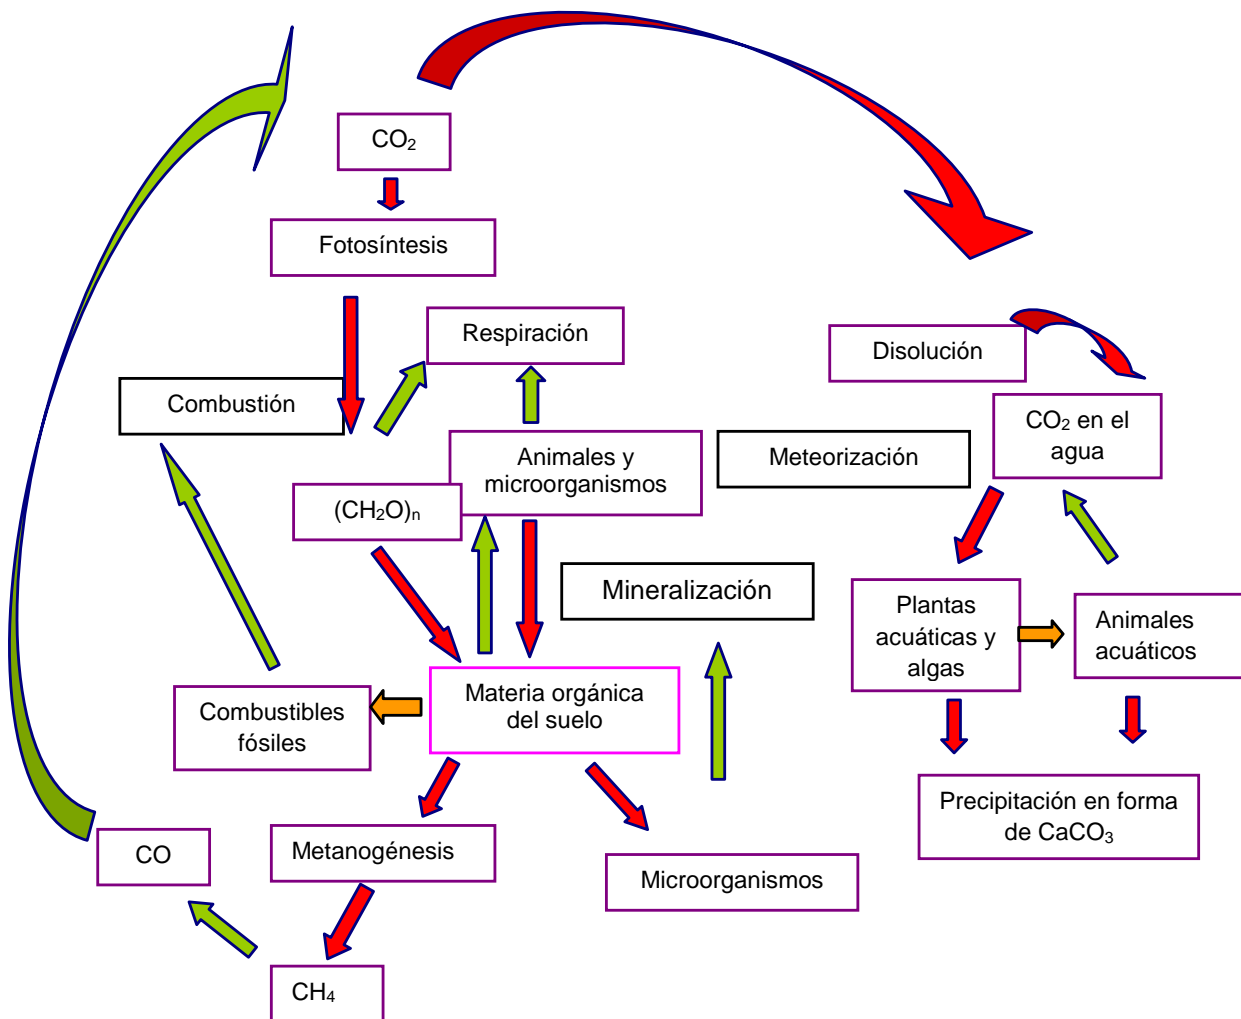 CO₂
Fotosíntesis
Respiración
Disolución
Combustión
CO₂ en el
agua
Animales y
microorganismos
Meteorización
(CH₂O)ₙ
Mineralización
Plantas
acuáticas y
algas
Animales
acuáticos
Materia orgánica
del suelo
Combustibles
fósiles
Precipitación en forma
de CaCO₃
CO
Metanogénesis
Microorganismos
CH₄